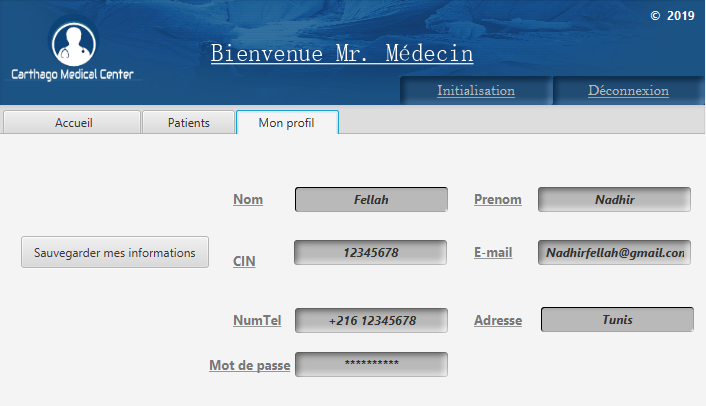 © 2019
Bienvenue Mr. Médecin
Carthago Medical Center
Initialisation
Déconnexion
Accueil
Patients
Mon profil
Nom
Fellah
Prenom
Nadhir
Sauvegarder mes informations
CIN
12345678
E-mail
Nadhirfellah@gmail.com
NumTel
+216 12345678
Adresse
Tunis
Mot de passe
**********